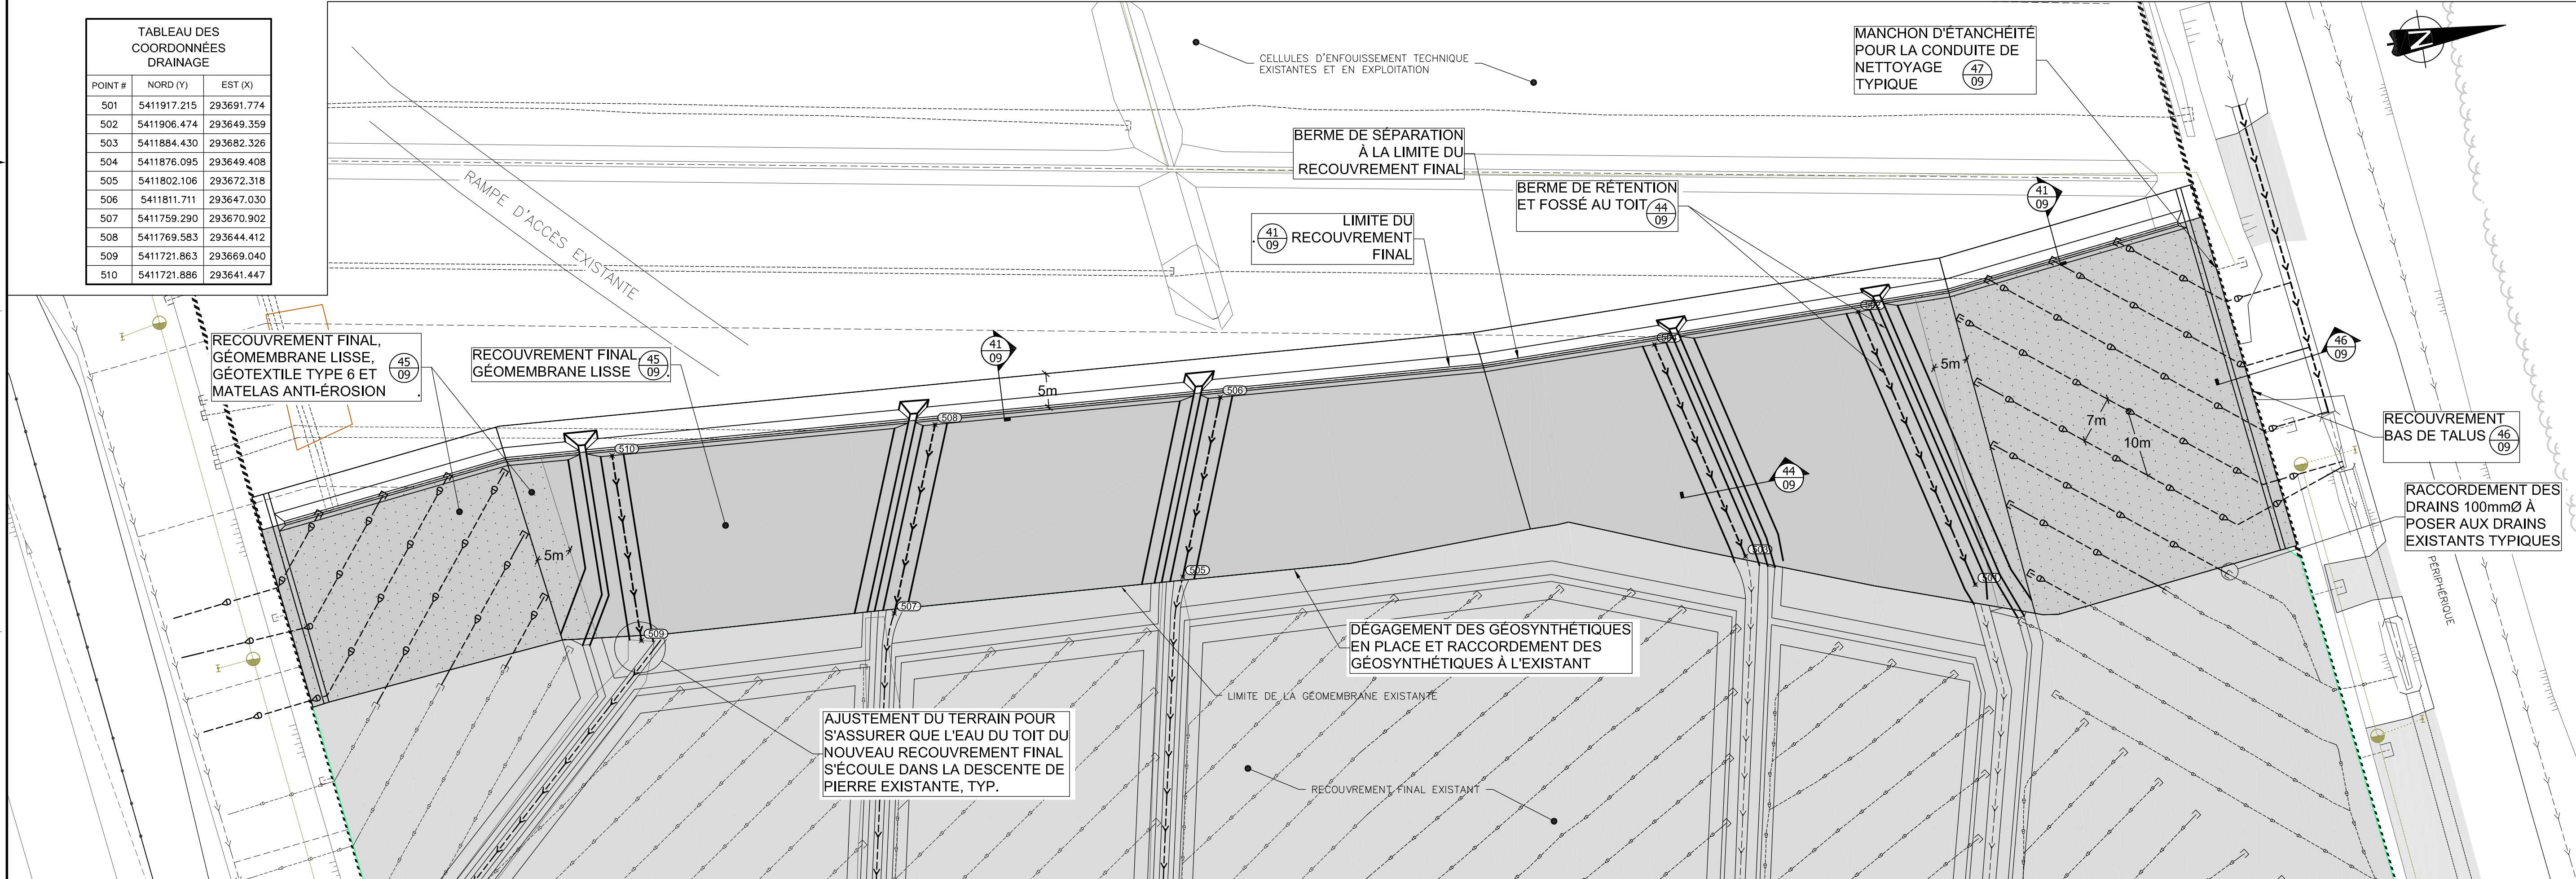 TABLEAU DES
COORDONNÉES
DRAINAGE
POINT # NORD (Y) EST (X)
501 5411917.215 293691.774
502 5411906.474 293649.359
503 5411884.430 293682.326
504 5411876.095 293649.408
505 5411802.106 293672.318
506 5411811.711 293647.030
507 5411759.290 293670.902
508 5411769.583 293644.412
509 5411721.863 293669.040
510 5411721.886 293641.447
CELLULES D'ENFOUISSEMENT TECHNIQUE
EXISTANTES ET EN EXPLOITATION
MANCHON D'ÉTANCHÉITÉ
POUR LA CONDUITE DE
NETTOYAGE
TYPIQUE
47
09
N
BERME DE SÉPARATION
À LA LIMITE DU
RECOUVREMENT FINAL
BERME DE RÉTENTION
ET FOSSÉ AU TOIT
44
09
41
09
LIMITE DU
RECOUVREMENT
FINAL
41
09
RAMPE D'ACCÈS EXISTANTE
RECOUVREMENT FINAL,
GÉOMEMBRANE LISSE,
GÉOTEXTILE TYPE 6 ET
MATELAS ANTI-ÉROSION
45
09
RECOUVREMENT FINAL,
GÉOMEMBRANE LISSE
45
09
41
09
5m
502
504
506
508
510
5m
7m
10m
46
09
RECOUVREMENT
BAS DE TALUS
46
09
44
09
RACCORDEMENT DES
DRAINS 100mmØ À
POSER AUX DRAINS
EXISTANTS TYPIQUES
PÉRIPHÉRIQUE
5m
501
503
505
507
509
DÉGAGEMENT DES GÉOSYNTHÉTIQUES
EN PLACE ET RACCORDEMENT DES
GÉOSYNTHÉTIQUES À L'EXISTANT
LIMITE DE LA GÉOMEMBRANE EXISTANTE
AJUSTEMENT DU TERRAIN POUR
S'ASSURER QUE L'EAU DU TOIT DU
NOUVEAU RECOUVREMENT FINAL
S'ÉCOULE DANS LA DESCENTE DE
PIERRE EXISTANTE, TYP.
RECOUVREMENT FINAL EXISTANT